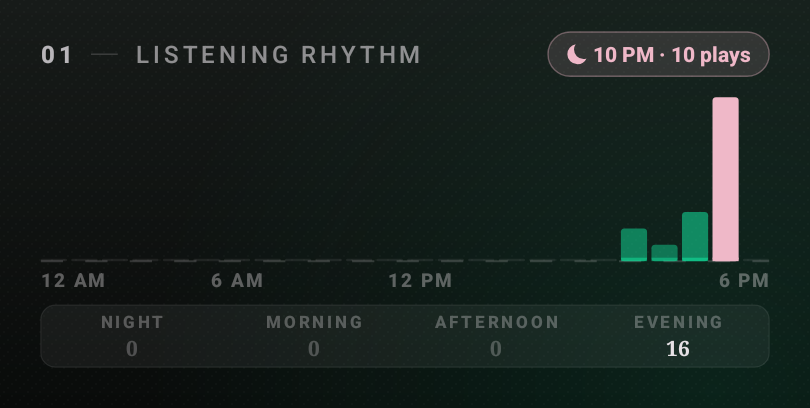 01 — LISTENING RHYTHM
10 PM · 10 plays
12 AM 6 AM 12 PM 6 PM
NIGHT MORNING AFTERNOON EVENING
0 0 0 16